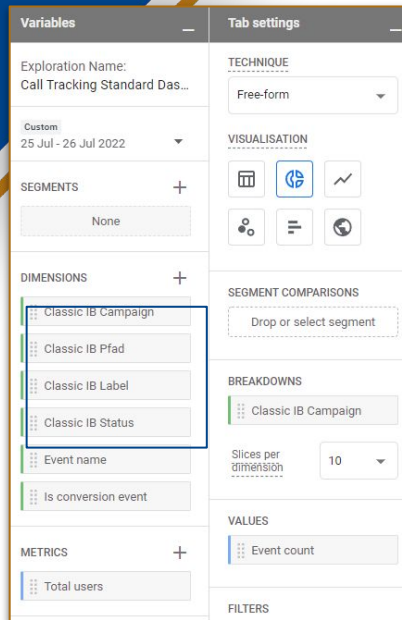 Variables
Exploration Name:
Call Tracking Standard Das...
Custom
25 Jul - 26 Jul 2022
SEGMENTS
None
DIMENSIONS
Classic IB Campaign
Classic IB Pfad
Classic IB Label
Classic IB Status
Event name
Is conversion event
METRICS
Total users
Tab settings
TECHNIQUE
Free-form
VISUALISATION
SEGMENT COMPARISONS
Drop or select segment
BREAKDOWNS
Classic IB Campaign
Slices per
dimension
10
VALUES
Event count
FILTERS